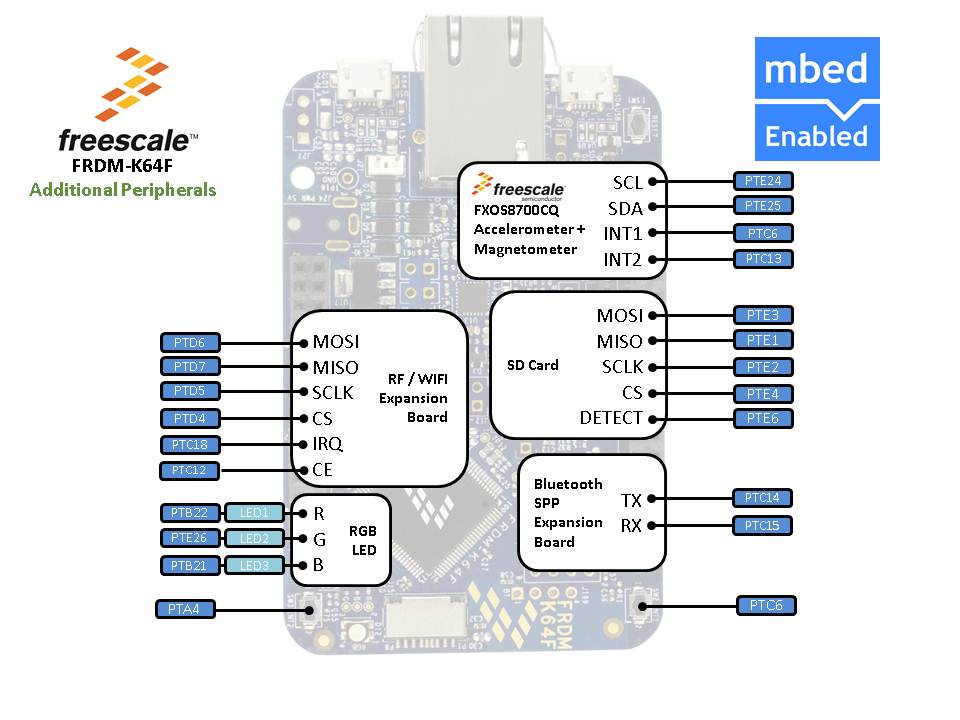 freescale™
FRDM-K64F
Additional Peripherals
mbed
Enabled
freescale
semiconductor
FXOS8700CQ
Accelerometer +
Magnetometer
SCL PTE24
SDA PTE25
INT1 PTC6
INT2 PTC13
SD Card
MOSI PTE3
MISO PTE1
SCLK PTE2
CS PTE4
DETECT PTE6
PTD6 MOSI
PTD7 MISO
PTD5 SCLK
PTD4 CS
PTC18 IRQ
PTC12 CE
RF / WIFI
Expansion
Board
Bluetooth
SPP
Expansion
Board
TX PTC14
RX PTC15
PTB22 LED1 R
PTE26 LED2 G
PTB21 LED3 B
RGB
LED
PTA4
PTC6
FRDM
K64F